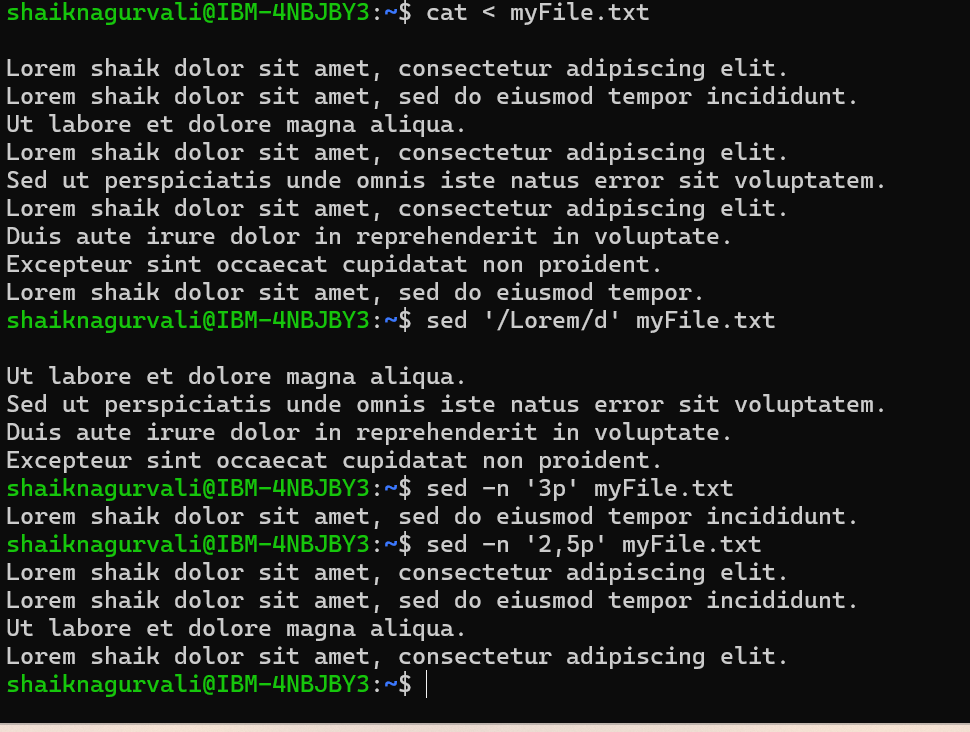 shaiknagurvali@IBM-4NBJBY3:~$ cat < myFile.txt

Lorem shaik dolor sit amet, consectetur adipiscing elit.
Lorem shaik dolor sit amet, sed do eiusmod tempor incididunt.
Ut labore et dolore magna aliqua.
Lorem shaik dolor sit amet, consectetur adipiscing elit.
Sed ut perspiciatis unde omnis iste natus error sit voluptatem.
Lorem shaik dolor sit amet, consectetur adipiscing elit.
Duis aute irure dolor in reprehenderit in voluptate.
Excepteur sint occaecat cupidatat non proident.
Lorem shaik dolor sit amet, sed do eiusmod tempor.
shaiknagurvali@IBM-4NBJBY3:~$ sed '/Lorem/d' myFile.txt

Ut labore et dolore magna aliqua.
Sed ut perspiciatis unde omnis iste natus error sit voluptatem.
Duis aute irure dolor in reprehenderit in voluptate.
Excepteur sint occaecat cupidatat non proident.
shaiknagurvali@IBM-4NBJBY3:~$ sed -n '3p' myFile.txt
Lorem shaik dolor sit amet, sed do eiusmod tempor incididunt.
shaiknagurvali@IBM-4NBJBY3:~$ sed -n '2,5p' myFile.txt
Lorem shaik dolor sit amet, consectetur adipiscing elit.
Lorem shaik dolor sit amet, sed do eiusmod tempor incididunt.
Ut labore et dolore magna aliqua.
Lorem shaik dolor sit amet, consectetur adipiscing elit.
shaiknagurvali@IBM-4NBJBY3:~$